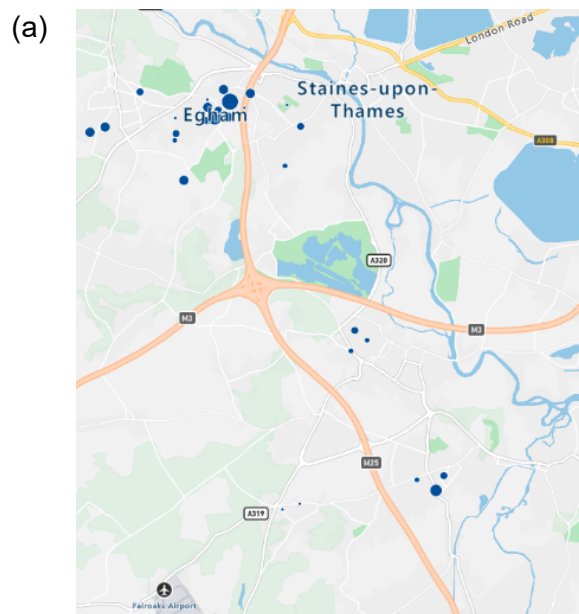 (a)
London Road
Staines-upon-
Thames
Egham
A308
A320
M3
M3
M25
A319
Fairoaks Airport